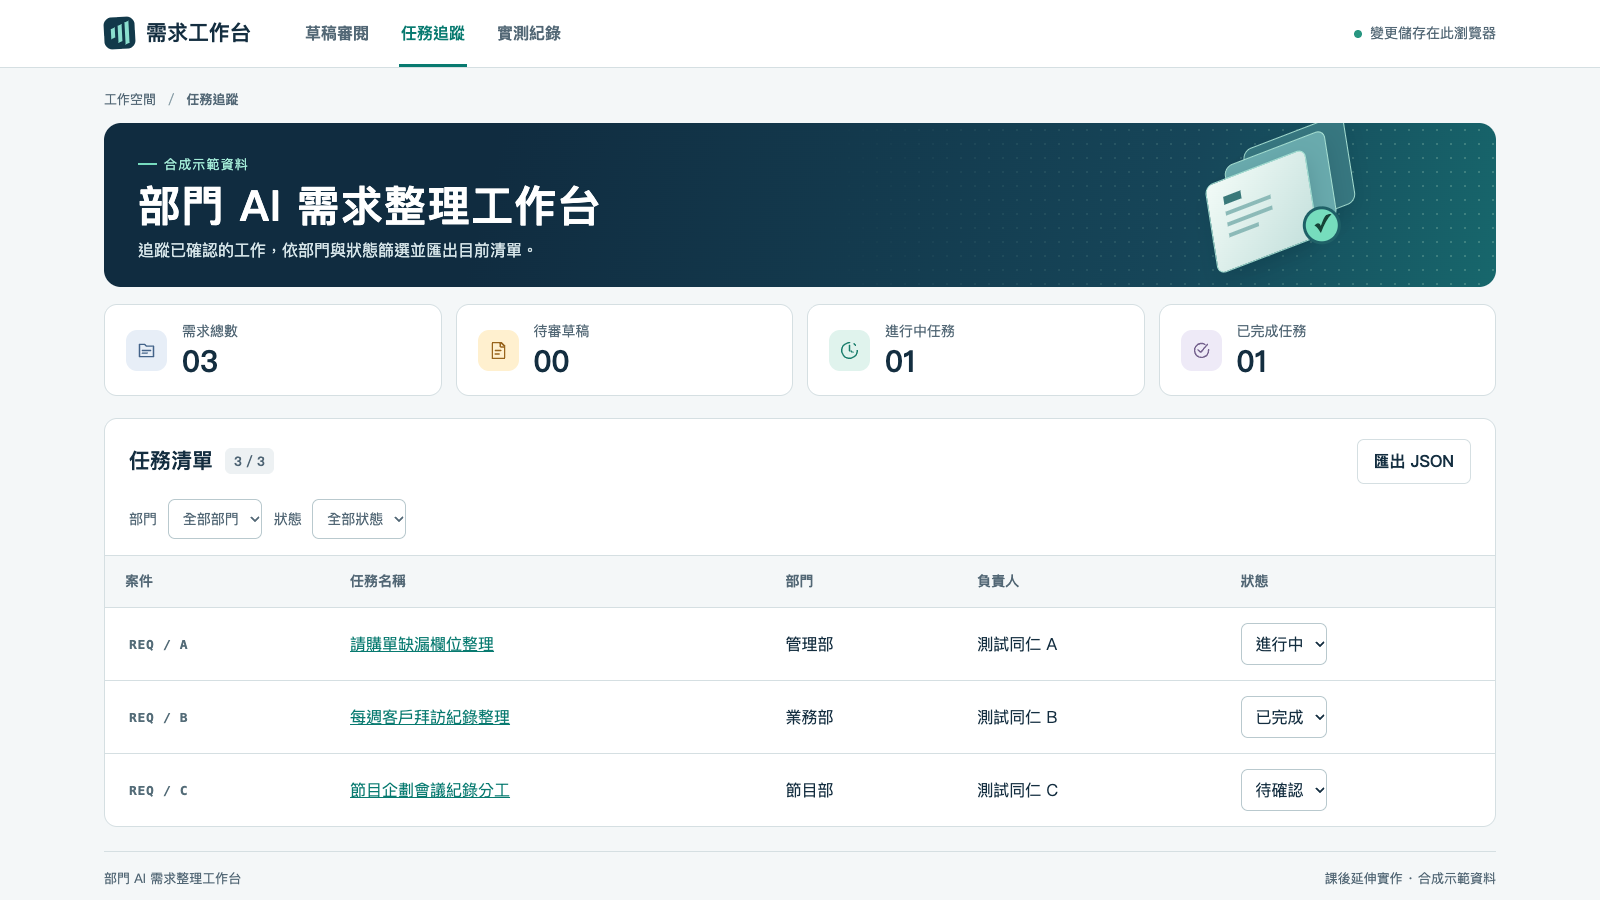 需求工作台
草稿審閱
任務追蹤
實測紀錄
變更儲存在此瀏覽器
工作空間 / 任務追蹤
合成示範資料
部門 AI 需求整理工作台
追蹤已確認的工作，依部門與狀態篩選並匯出目前清單。
需求總數
03
待審草稿
00
進行中任務
01
已完成任務
01
任務清單 3 / 3
匯出 JSON
部門 全部部門 狀態 全部狀態
案件 任務名稱 部門 負責人 狀態
REQ / A 請購單缺漏欄位整理 管理部 測試同仁 A 進行中
REQ / B 每週客戶拜訪紀錄整理 業務部 測試同仁 B 已完成
REQ / C 節目企劃會議紀錄分工 節目部 測試同仁 C 待確認
部門 AI 需求整理工作台
課後延伸實作 · 合成示範資料